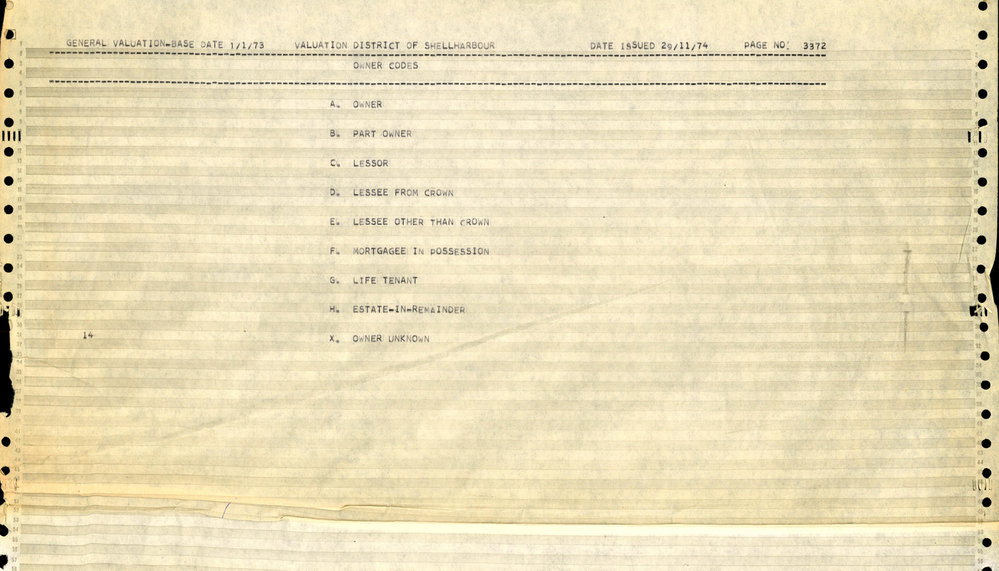 GENERAL VALUATION-BASE DATE 1/1/73 VALUATION DISTRICT OF SHELLHARBOUR DATE ISSUED 29/11/74 PAGE NO: 3372
OWNER CODES
A. OWNER
B. PART OWNER
C. LESSOR
D. LESSEE FROM CROWN
E. LESSEE OTHER THAN CROWN
F. MORTGAGEE IN POSSESSION
G. LIFE TENANT
H. ESTATE-IN-REMAINDER
14 X. OWNER UNKNOWN